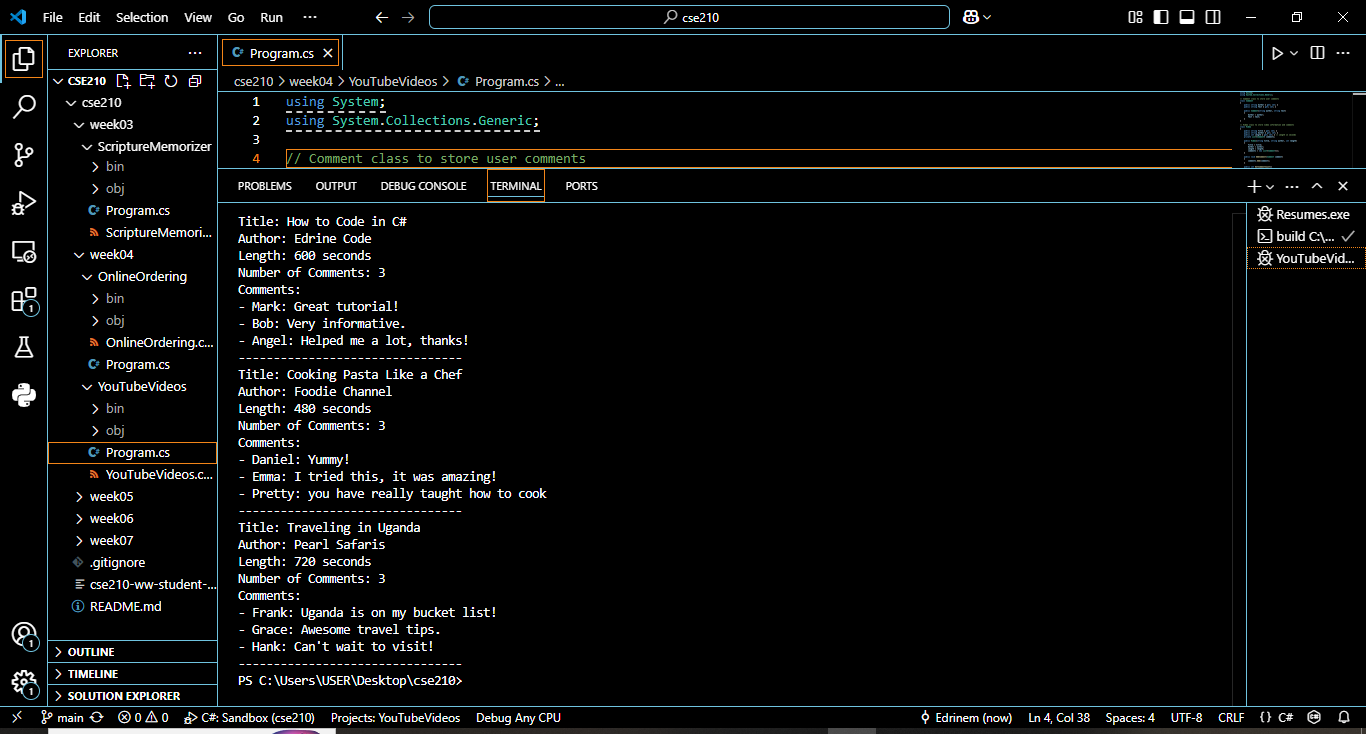 File Edit Selection View Go Run ··· cse210
EXPLORER ···
CSE210
cse210
week03
ScriptureMemorizer
bin
obj
Program.cs
ScriptureMemori...
week04
OnlineOrdering
bin
obj
OnlineOrdering.c...
Program.cs
YouTubeVideos
bin
obj
Program.cs
YouTubeVideos.c...
week05
week06
week07
.gitignore
cse210-ww-student-...
README.md
OUTLINE
TIMELINE
SOLUTION EXPLORER
1
1
1
Program.cs
cse210 > week04 > YouTubeVideos > Program.cs > ...
1 using System;
2 using System.Collections.Generic;
3
4 // Comment class to store user comments
PROBLEMS OUTPUT DEBUG CONSOLE TERMINAL PORTS
Title: How to Code in C#
Author: Edrine Code
Length: 600 seconds
Number of Comments: 3
Comments:
- Mark: Great tutorial!
- Bob: Very informative.
- Angel: Helped me a lot, thanks!
--------------------------------
Title: Cooking Pasta Like a Chef
Author: Foodie Channel
Length: 480 seconds
Number of Comments: 3
Comments:
- Daniel: Yummy!
- Emma: I tried this, it was amazing!
- Pretty: you have really taught how to cook
--------------------------------
Title: Traveling in Uganda
Author: Pearl Safaris
Length: 720 seconds
Number of Comments: 3
Comments:
- Frank: Uganda is on my bucket list!
- Grace: Awesome travel tips.
- Hank: Can't wait to visit!
--------------------------------
PS C:\Users\USER\Desktop\cse210>
Resumes.exe
build C:\...
YouTubeVid...
main 0 0 C#: Sandbox (cse210) Projects: YouTubeVideos Debug Any CPU Edrinem (now) Ln 4, Col 38 Spaces: 4 UTF-8 CRLF {} C#